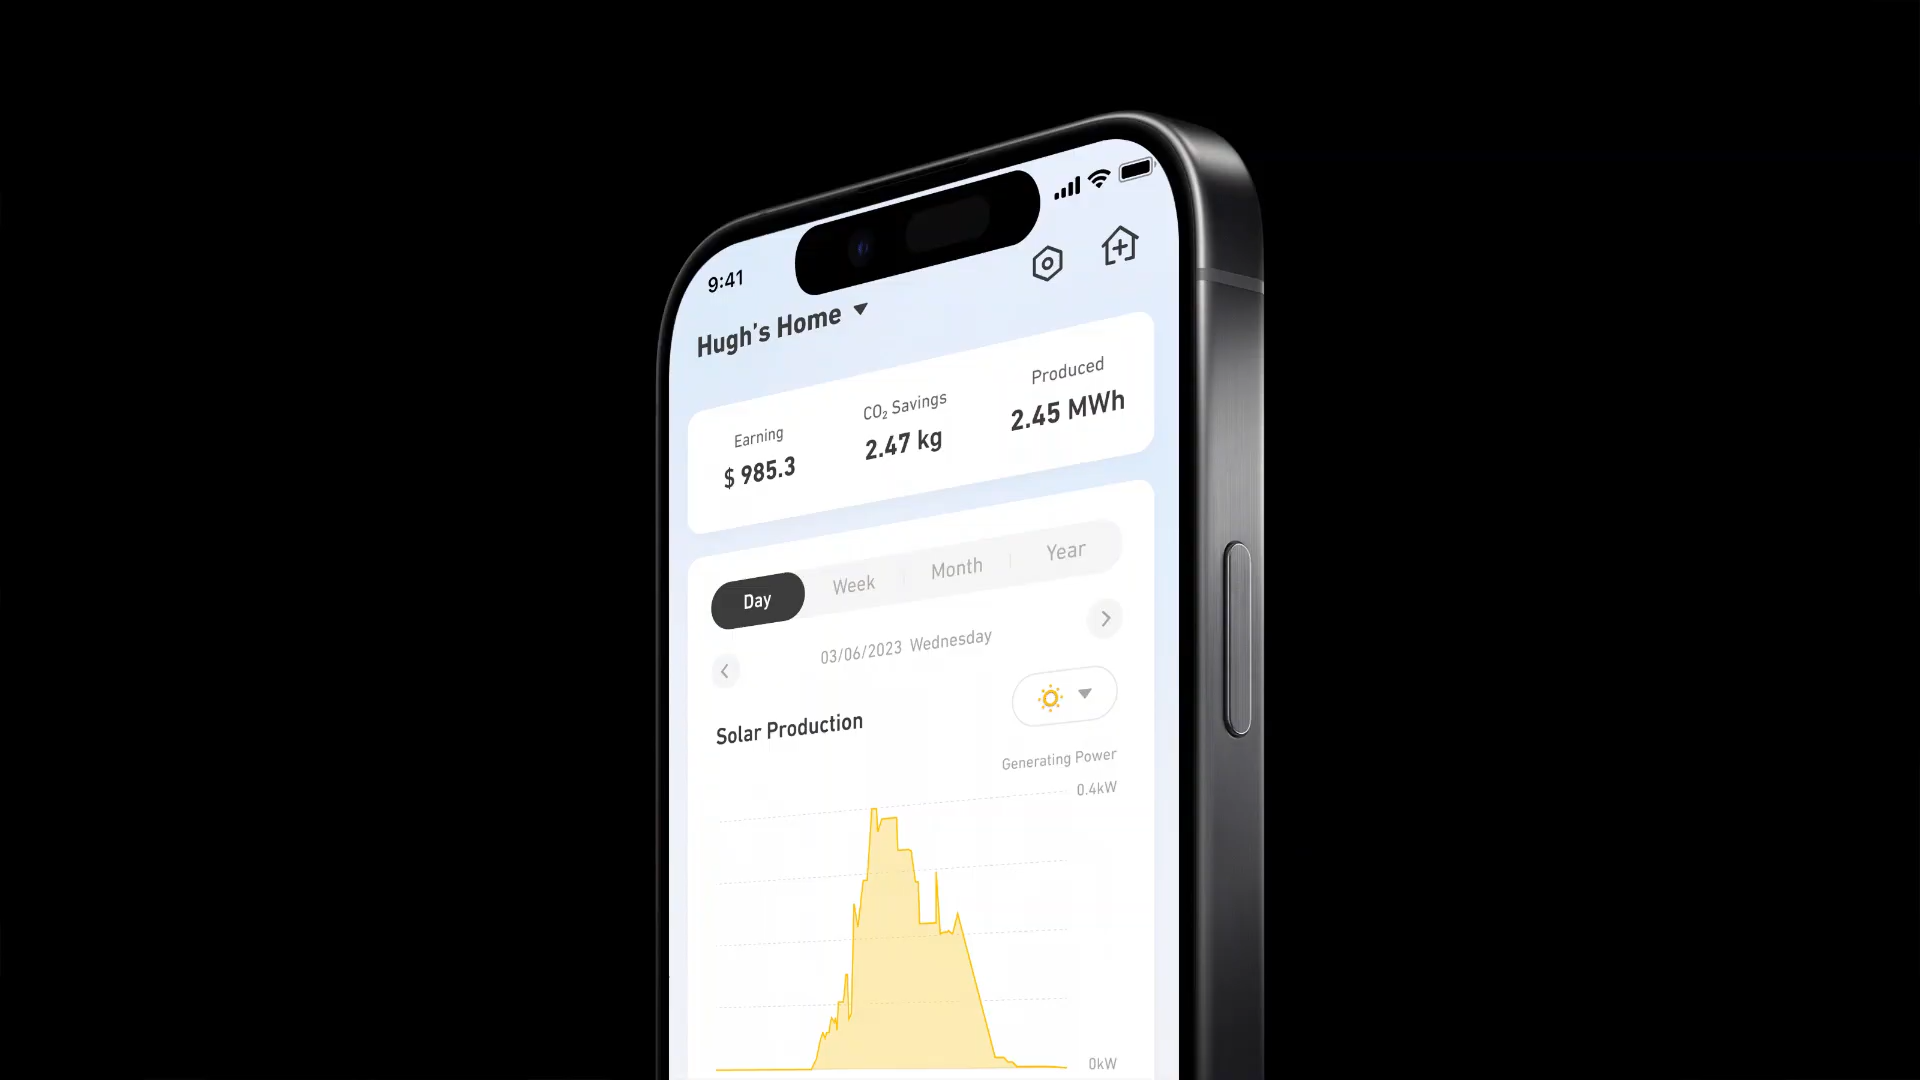 9:41
Hugh's Home
Earning
CO₂ Savings
Produced
$ 985.3
2.47 kg
2.45 MWh
Day
Week
Month
Year
03/06/2023 Wednesday
Solar Production
Generating Power
0.4kW
0kW